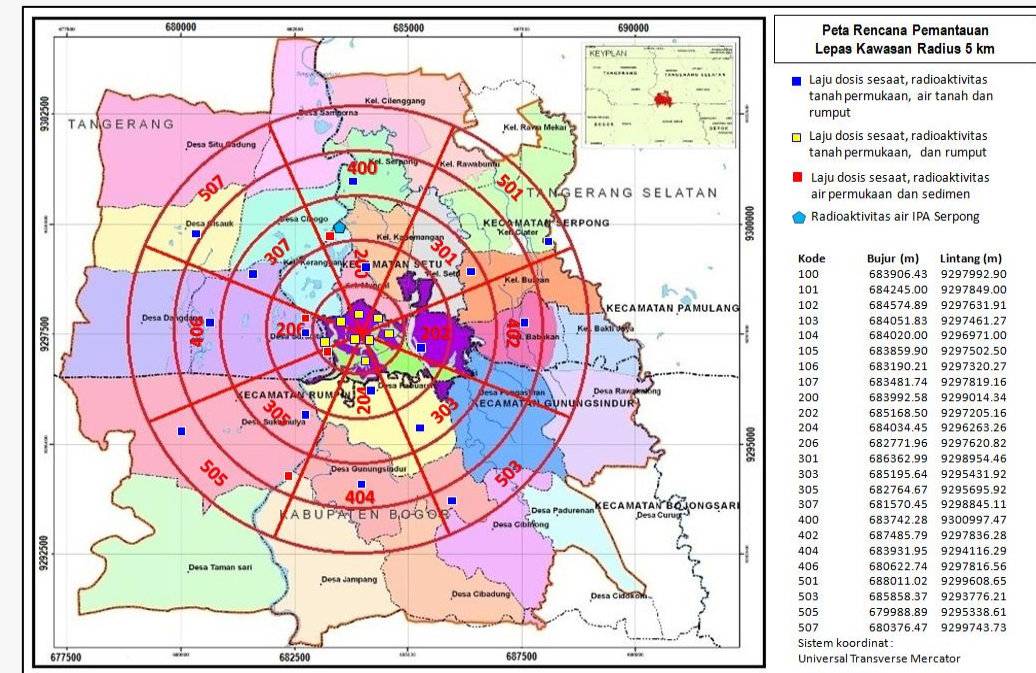 Peta Rencana Pemantauan
Lepas Kawasan Radius 5 km
Laju dosis sesaat, radioaktivitas
tanah permukaan, air tanah dan
rumput
Laju dosis sesaat, radioaktivitas
tanah permukaan, dan rumput
Laju dosis sesaat, radioaktivitas
air permukaan dan sedimen
Radioaktivitas air IPA Serpong
Kode Bujur (m) Lintang (m)
100 683906.43 9297992.90
101 684245.00 9297849.00
102 684574.89 9297631.91
103 684051.83 9297461.27
104 684020.00 9296971.00
105 683859.90 9297502.50
106 683190.21 9297320.27
107 683481.74 9297819.16
200 683992.58 9299014.34
202 685168.50 9297205.16
204 684034.45 9296263.26
206 682771.96 9297620.82
301 686362.99 9298954.46
303 685195.64 9295431.92
305 682764.67 9295695.92
307 681570.45 9298845.11
400 683742.28 9300997.47
402 687485.79 9297836.28
404 683931.95 9294116.29
406 680622.74 9297816.56
501 688011.02 9299608.65
503 685858.37 9293776.21
505 679988.89 9295338.61
507 680376.47 9299743.73
Sistem koordinat :
Universal Transverse Mercator
680000 685000 690000
KEYPLAN
TANGERANG
TANGERANG SELATAN
Kel. Cilenggang
Desa Samporna
Kel. Rawa Mekar
Desa Situ Gadung
Kel. Serpong
Kel. Rawabuntu
400
507
501
TANGERANG SELATAN
Desa Cisauk
Desa Cibogo
KECAMATAN SERPONG
Kel. Ciater
307
301
200
Kel. Kademangan
Kel. Keranggan
KECAMATAN SETU
Kel. Setu
Kel. Muncul
Kel. Buaran
KECAMATAN PAMULANG
Desa Dangdang
406
206
202
402
Kel. Babakan
Kel. Bakti Jaya
KECAMATAN RUMPIN
204
Desa Pabuaran
Desa Pengasinan
Desa Rawakalong
KECAMATAN GUNUNGSINDUR
305
303
Desa Sukamulya
505
Desa Gunungsindur
404
503
KABUPATEN BOGOR
KECAMATAN BOJONGSARI
Desa Padurenan
Desa Curug
Desa Cibinong
Desa Taman sari
Desa Jampang
Desa Cibadung
Desa Cidokom
9302500
9300000
9297500
9295000
9292500
677500 682500 687500